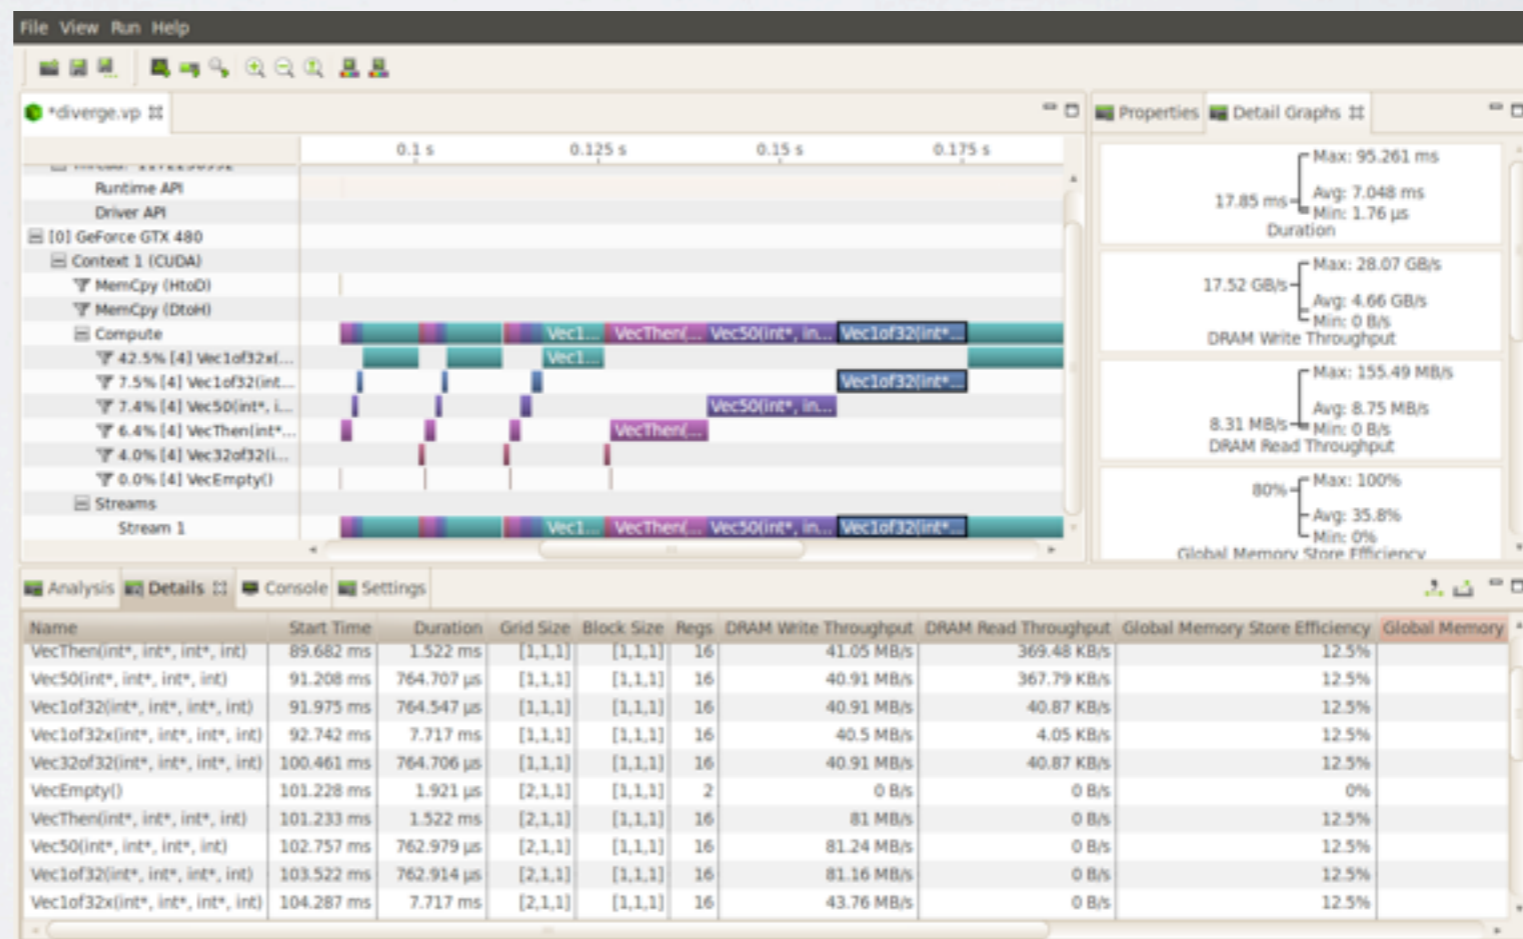 File View Run Help
*diverge.vp
0.1 s 0.125 s 0.15 s 0.175 s
Runtime API
Driver API
[0] GeForce GTX 480
Context 1 (CUDA)
MemCpy (HtoD)
MemCpy (DtoH)
Compute Vec1... VecThen(... Vec50(int*, in... Vec1of32(int*...
42.5% [4] Vec1of32x(... Vec1...
7.5% [4] Vec1of32(int... Vec1of32(int*...
7.4% [4] Vec50(int*, i... Vec50(int*, in...
6.4% [4] VecThen(int*... VecThen(...
4.0% [4] Vec32of32(i...
0.0% [4] VecEmpty()
Streams
Stream 1 Vec1... VecThen(... Vec50(int*, in... Vec1of32(int*...
Properties Detail Graphs
Max: 95.261 ms
17.85 ms Avg: 7.048 ms
Min: 1.76 µs
Duration
Max: 28.07 GB/s
17.52 GB/s
Avg: 4.66 GB/s
Min: 0 B/s
DRAM Write Throughput
Max: 155.49 MB/s
Avg: 8.75 MB/s
8.31 MB/s Min: 0 B/s
DRAM Read Throughput
Max: 100%
80%
Avg: 35.8%
Min: 0%
Global Memory Store Efficiency
Analysis Details Console Settings
Name Start Time Duration Grid Size Block Size Regs DRAM Write Throughput DRAM Read Throughput Global Memory Store Efficiency Global Memory
VecThen(int*, int*, int*, int) 89.682 ms 1.522 ms [1,1,1] [1,1,1] 16 41.05 MB/s 369.48 KB/s 12.5%
Vec50(int*, int*, int*, int) 91.208 ms 764.707 µs [1,1,1] [1,1,1] 16 40.91 MB/s 367.79 KB/s 12.5%
Vec1of32(int*, int*, int*, int) 91.975 ms 764.547 µs [1,1,1] [1,1,1] 16 40.91 MB/s 40.87 KB/s 12.5%
Vec1of32x(int*, int*, int*, int) 92.742 ms 7.717 ms [1,1,1] [1,1,1] 16 40.5 MB/s 4.05 KB/s 12.5%
Vec32of32(int*, int*, int*, int) 100.461 ms 764.706 µs [1,1,1] [1,1,1] 16 40.91 MB/s 40.87 KB/s 12.5%
VecEmpty() 101.228 ms 1.921 µs [2,1,1] [1,1,1] 2 0 B/s 0 B/s 0%
VecThen(int*, int*, int*, int) 101.233 ms 1.522 ms [2,1,1] [1,1,1] 16 81 MB/s 0 B/s 12.5%
Vec50(int*, int*, int*, int) 102.757 ms 762.979 µs [2,1,1] [1,1,1] 16 81.24 MB/s 0 B/s 12.5%
Vec1of32(int*, int*, int*, int) 103.522 ms 762.914 µs [2,1,1] [1,1,1] 16 81.16 MB/s 0 B/s 12.5%
Vec1of32x(int*, int*, int*, int) 104.287 ms 7.717 ms [2,1,1] [1,1,1] 16 43.76 MB/s 0 B/s 12.5%